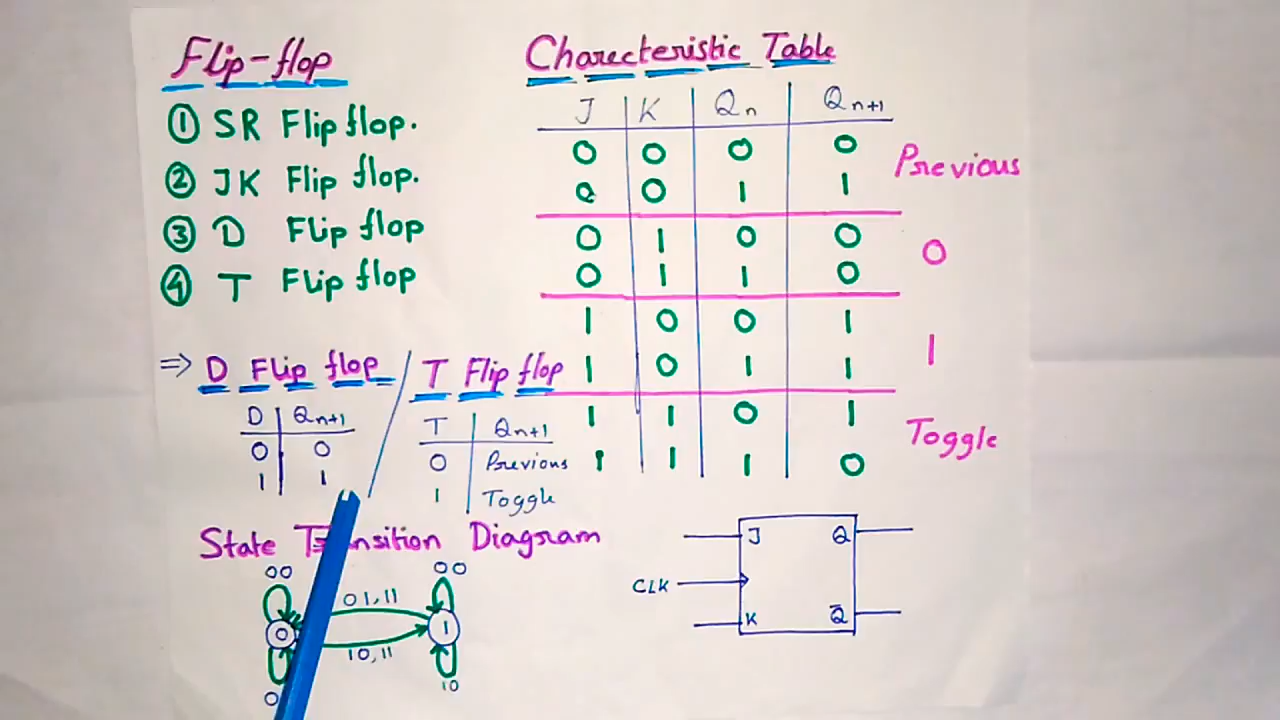 Flip-flop
① SR Flip flop.
② JK Flip flop.
③ D Flip flop
④ T Flip flop
Charecteristic Table
J K Qn Qn+1
0 0 0 0
0 0 1 1
Previous
0 1 0 0
0 1 1 0
0
1 0 0 1
1 0 1 1
1
1 1 0 1
1 1 1 0
Toggle
⇒ D Flip flop / T Flip flop
D Qn+1
0 0
1 1
T Qn+1
0 Previous
1 Toggle
State Diagram
00
00
01,11
0
1
10,11
0
10
J Q
CLK
K Q̅